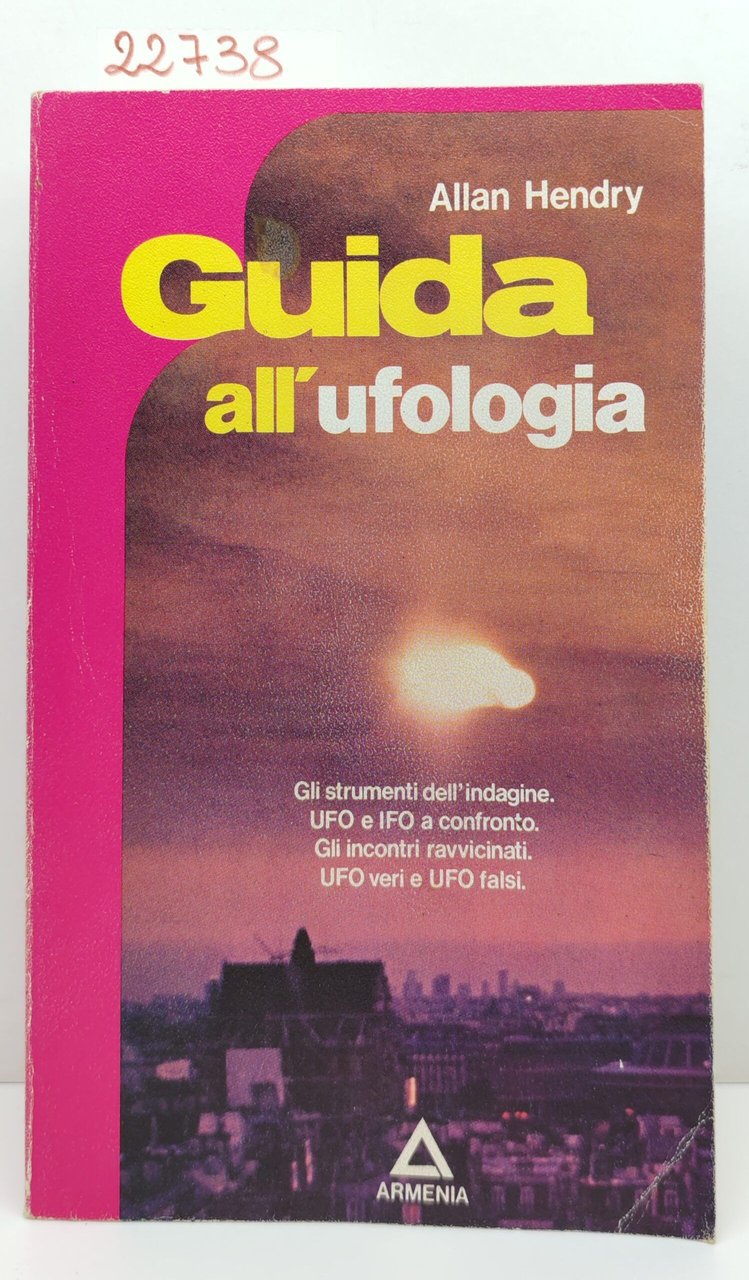 22738
Allan Hendry
Guida
all'ufologia
Gli strumenti dell'indagine.
UFO e IFO a confronto.
Gli incontri ravvicinati.
UFO veri e UFO falsi.
ARMENIA